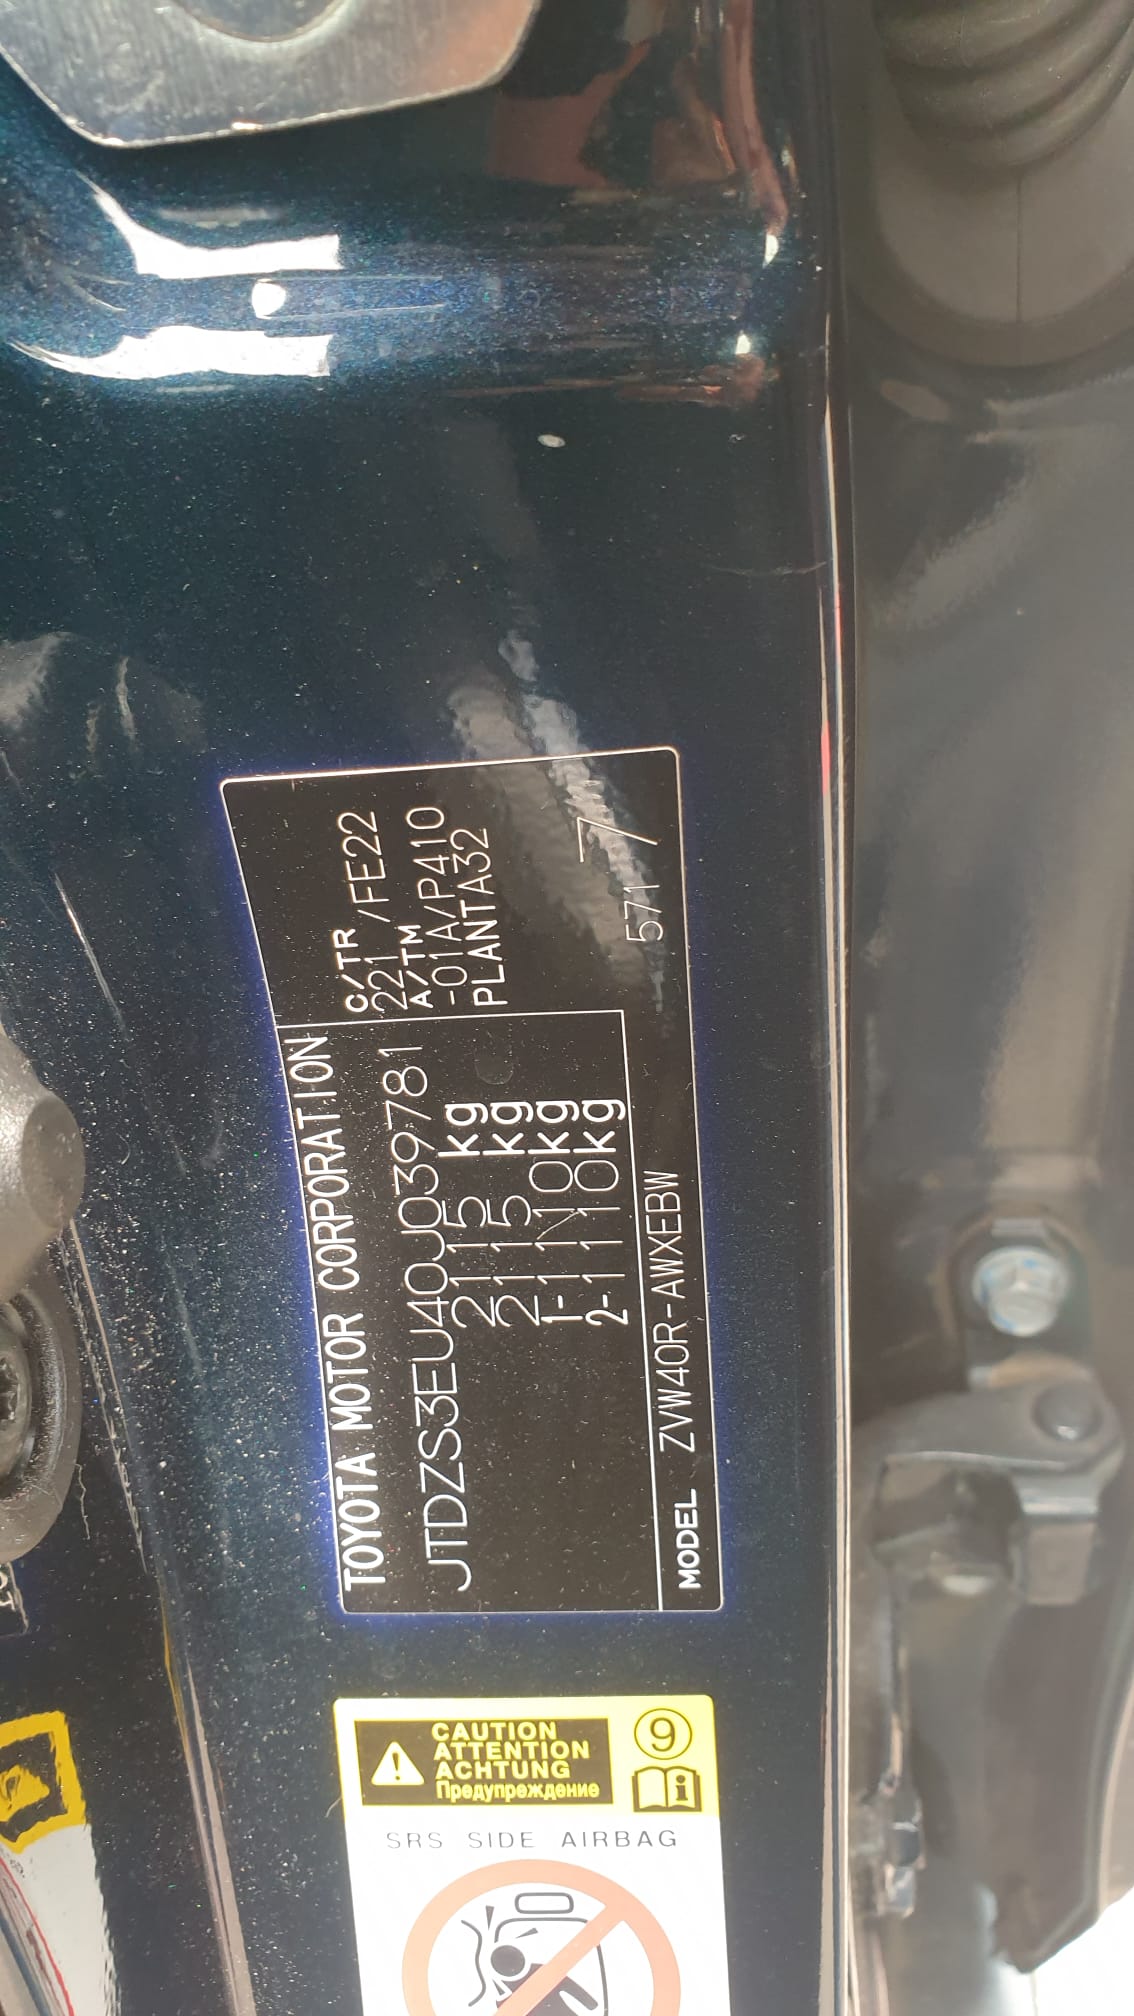 TOYOTA MOTOR CORPORATION
JTDZS3EU40J039781
2115 kg
2115 kg
1-1110kg
2-1110kg
C/TR
221 /FE22
A/TM
-01A/P410
PLANTA32
571 7
MODEL ZVW40R-AWXEBW
CAUTION
ATTENTION
ACHTUNG
Предупреждение
9
i
SRS SIDE AIRBAG